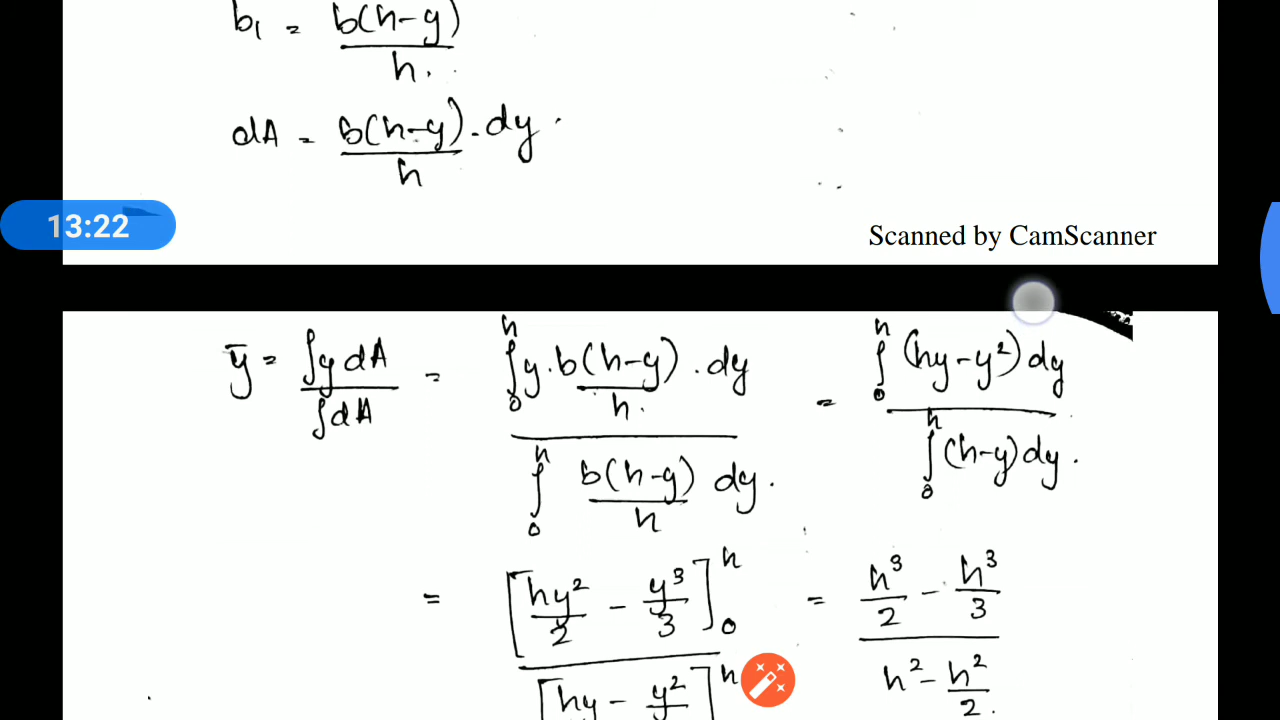 b₁ = b(h-y)/h.
dA = b(h-y)/h . dy.
13:22
Scanned by CamScanner
ȳ = ∫y dA / ∫dA = ∫₀ʰ y.b(h-y)/h. . dy / ∫₀ʰ b(h-y)/h dy. = ∫₀ʰ (hy-y²) dy / ∫₀ʰ (h-y) dy.
= [hy²/2 - y³/3]₀ʰ / [hy - y²]ʰ = (h³/2 - h³/3) / (h² - h²/2.)